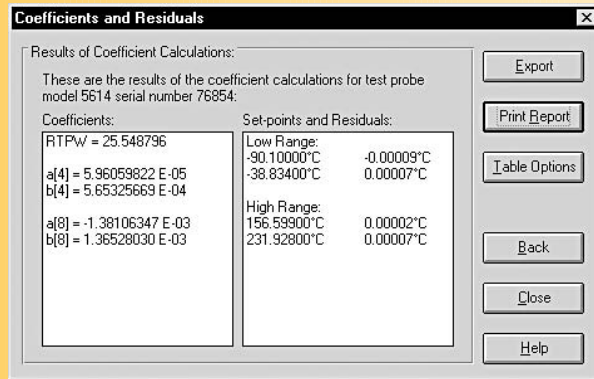 Coefficients and Residuals
Results of Coefficient Calculations:
These are the results of the coefficient calculations for test probe
model 5614 serial number 76854:
Coefficients:
RTPW = 25.548796
a[4] = 5.96059822 E-05
b[4] = 5.65325669 E-04
a[8] = -1.38106347 E-03
b[8] = 1.36528030 E-03
Set-points and Residuals:
Low Range:
-90.10000°C -0.00009°C
-38.83400°C 0.00007°C
High Range:
156.59900°C 0.00002°C
231.92800°C 0.00007°C
Export
Print Report
Table Options
Back
Close
Help